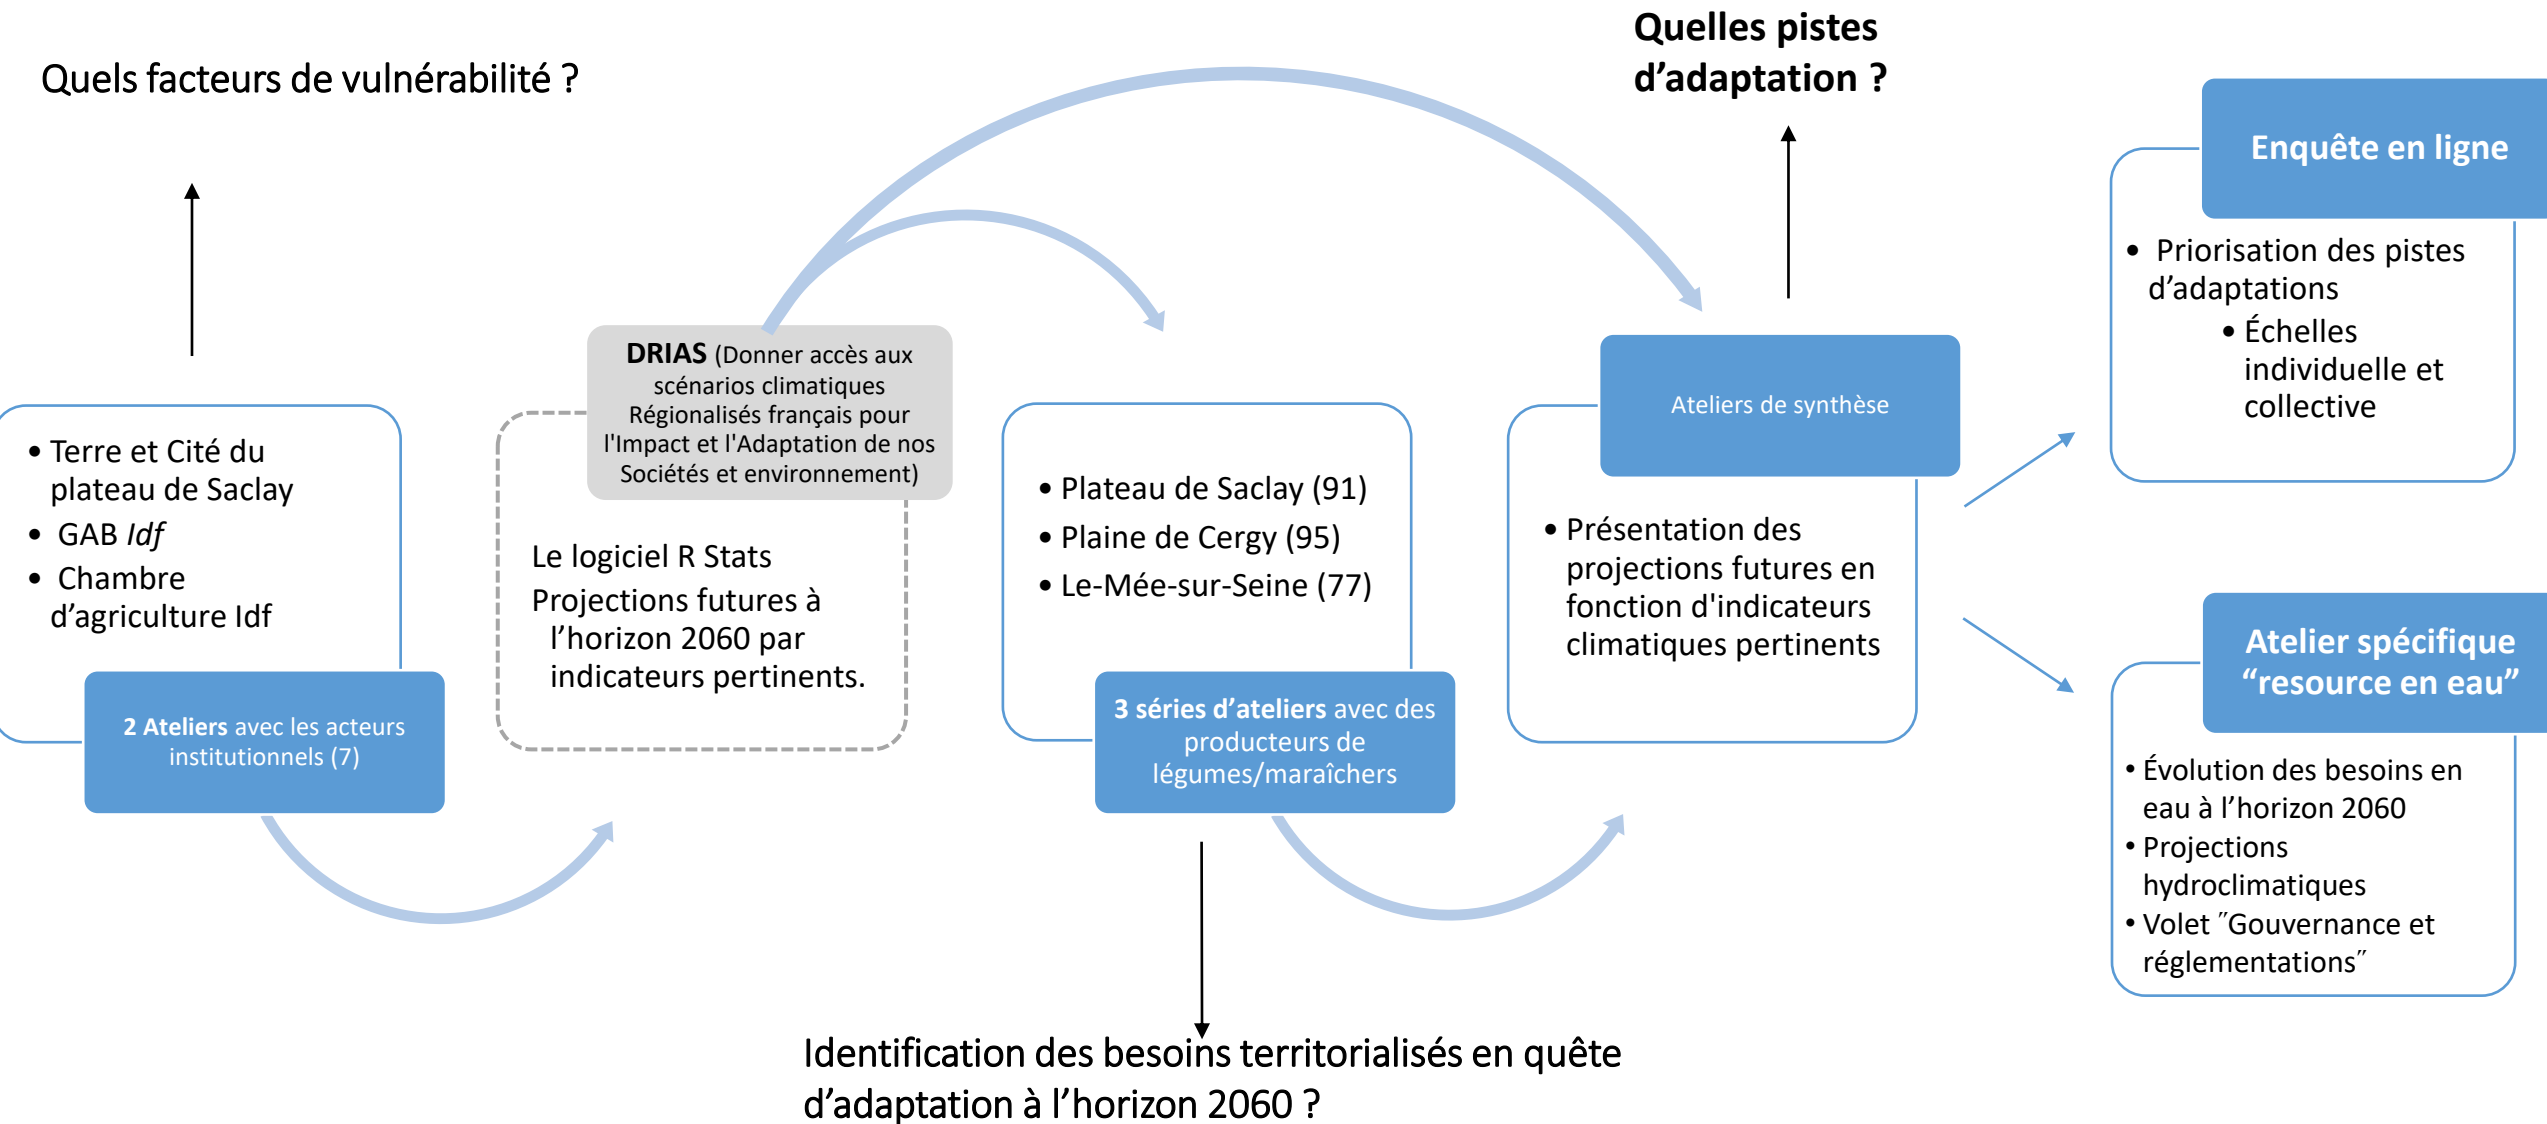 Quels facteurs de vulnérabilité ?
Quelles pistes
d’adaptation ?
• Terre et Cité du
plateau de Saclay
• GAB Idf
• Chambre
d’agriculture Idf
2 Ateliers avec les acteurs
institutionnels (7)
DRIAS (Donner accès aux
scénarios climatiques
Régionalisés français pour
l'Impact et l'Adaptation de nos
Sociétés et environnement)
Le logiciel R Stats
Projections futures à
l’horizon 2060 par
indicateurs pertinents.
• Plateau de Saclay (91)
• Plaine de Cergy (95)
• Le-Mée-sur-Seine (77)
3 séries d’ateliers avec des
producteurs de
légumes/maraîchers
Identification des besoins territorialisés en quête
d’adaptation à l’horizon 2060 ?
Ateliers de synthèse
• Présentation des
projections futures en
fonction d'indicateurs
climatiques pertinents
Enquête en ligne
• Priorisation des pistes
d’adaptations
• Échelles
individuelle et
collective
Atelier spécifique
“resource en eau”
• Évolution des besoins en
eau à l’horizon 2060
• Projections
hydroclimatiques
• Volet ˝Gouvernance et
réglementations˝